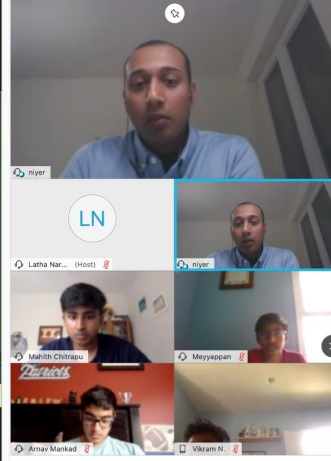 niyer
LN
Latha Nar... (Host)
niyer
Mahith Chitrapu
Meyyappan
Patriots
Arnav Mankad
Vikram N.